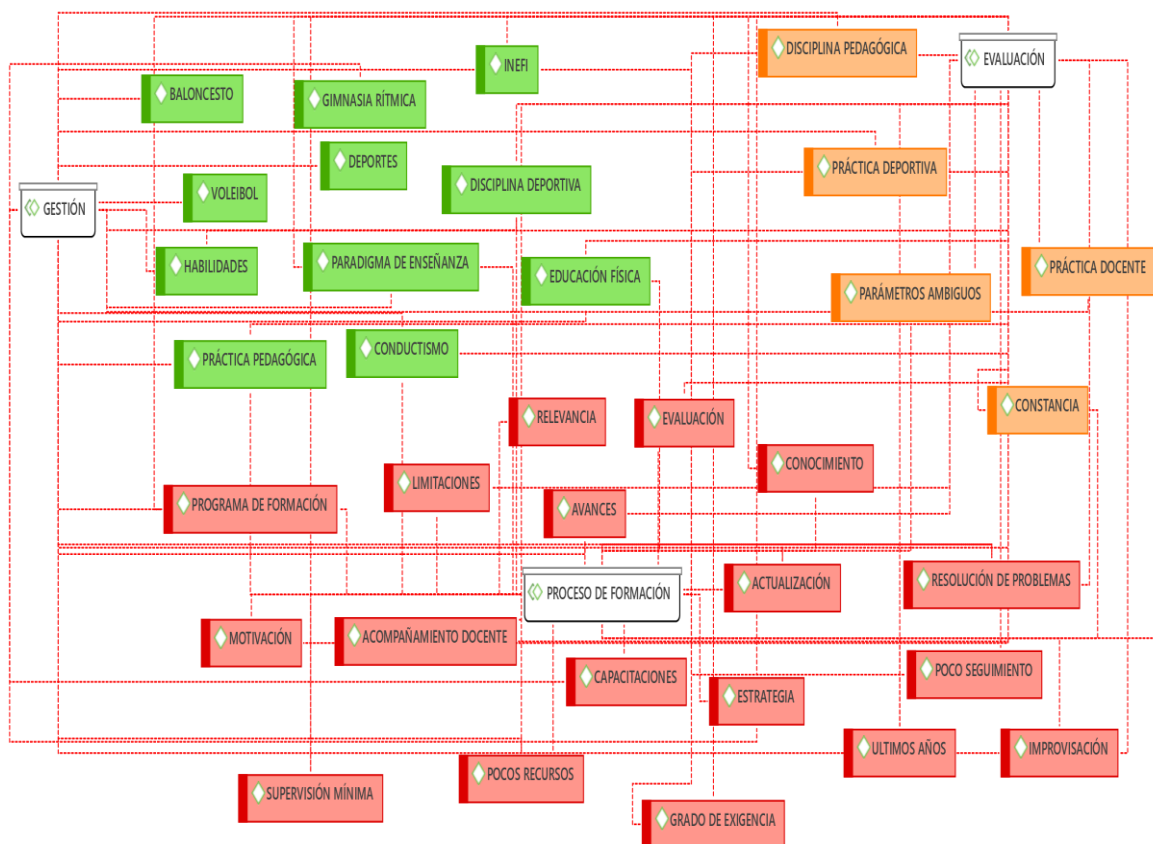 DISCIPLINA PEDAGÓGICA
EVALUACIÓN
INEFI
BALONCESTO
GIMNASIA RÍTMICA
DEPORTES
PRÁCTICA DEPORTIVA
VOLEIBOL
DISCIPLINA DEPORTIVA
GESTIÓN
HABILIDADES
PARADIGMA DE ENSEÑANZA
EDUCACIÓN FÍSICA
PRÁCTICA DOCENTE
PARÁMETROS AMBIGUOS
PRÁCTICA PEDAGÓGICA
CONDUCTISMO
CONSTANCIA
RELEVANCIA
EVALUACIÓN
CONOCIMIENTO
LIMITACIONES
PROGRAMA DE FORMACIÓN
AVANCES
PROCESO DE FORMACIÓN
ACTUALIZACIÓN
RESOLUCIÓN DE PROBLEMAS
MOTIVACIÓN
ACOMPAÑAMIENTO DOCENTE
CAPACITACIONES
POCO SEGUIMIENTO
ESTRATEGIA
ULTIMOS AÑOS
IMPROVISACIÓN
POCOS RECURSOS
SUPERVISIÓN MÍNIMA
GRADO DE EXIGENCIA